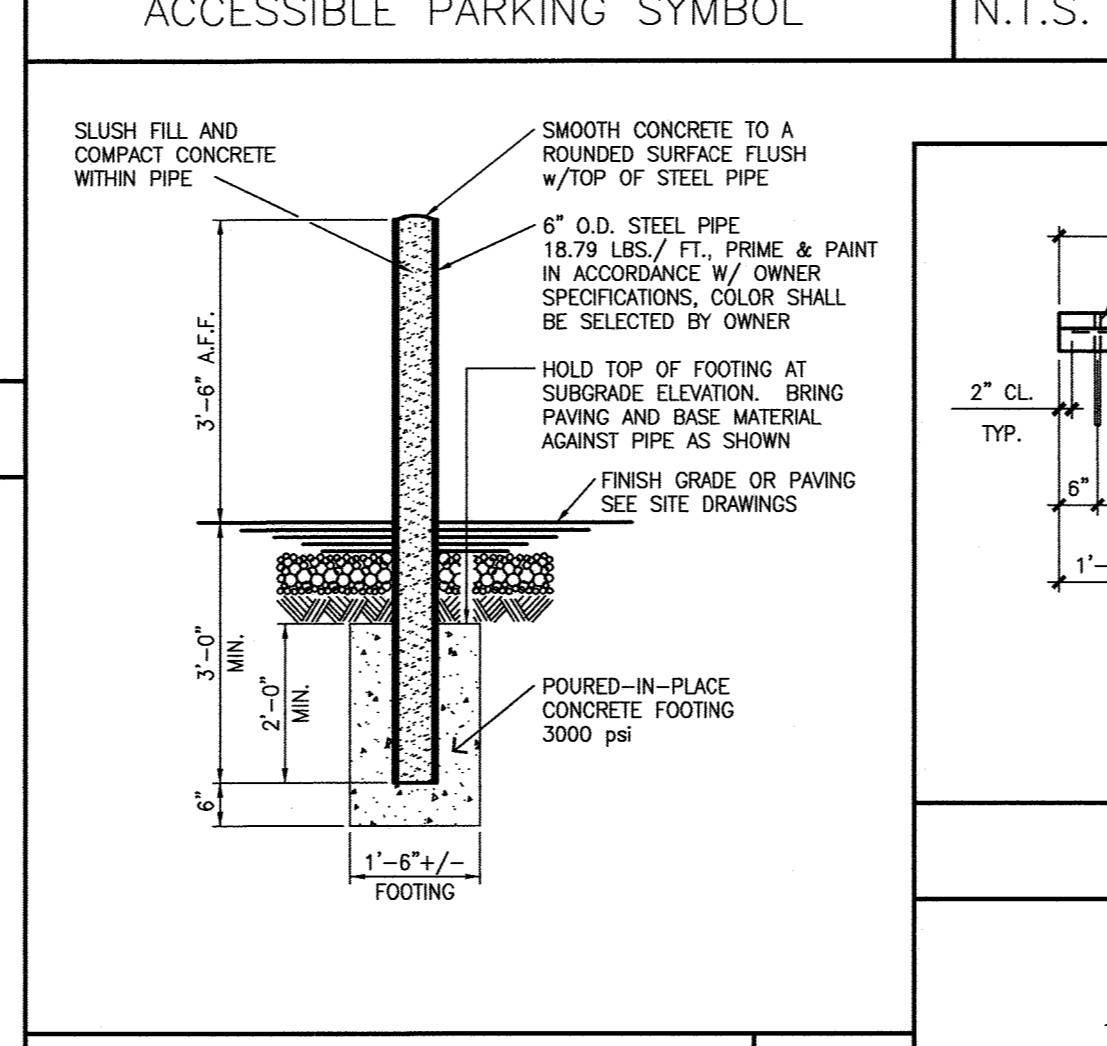 ACCESSIBLE PARKING SYMBOL
N.T.S.
SLUSH FILL AND
COMPACT CONCRETE
WITHIN PIPE
SMOOTH CONCRETE TO A
ROUNDED SURFACE FLUSH
w/TOP OF STEEL PIPE
6" O.D. STEEL PIPE
18.79 LBS./ FT., PRIME & PAINT
IN ACCORDANCE W/ OWNER
SPECIFICATIONS, COLOR SHALL
BE SELECTED BY OWNER
3'-6" A.F.F.
HOLD TOP OF FOOTING AT
SUBGRADE ELEVATION. BRING
PAVING AND BASE MATERIAL
AGAINST PIPE AS SHOWN
FINISH GRADE OR PAVING
SEE SITE DRAWINGS
3'-0"
MIN.
2'-0"
MIN.
6"
POURED-IN-PLACE
CONCRETE FOOTING
3000 psi
1'-6"+/-
FOOTING
2" CL.
TYP.
6"
1'-